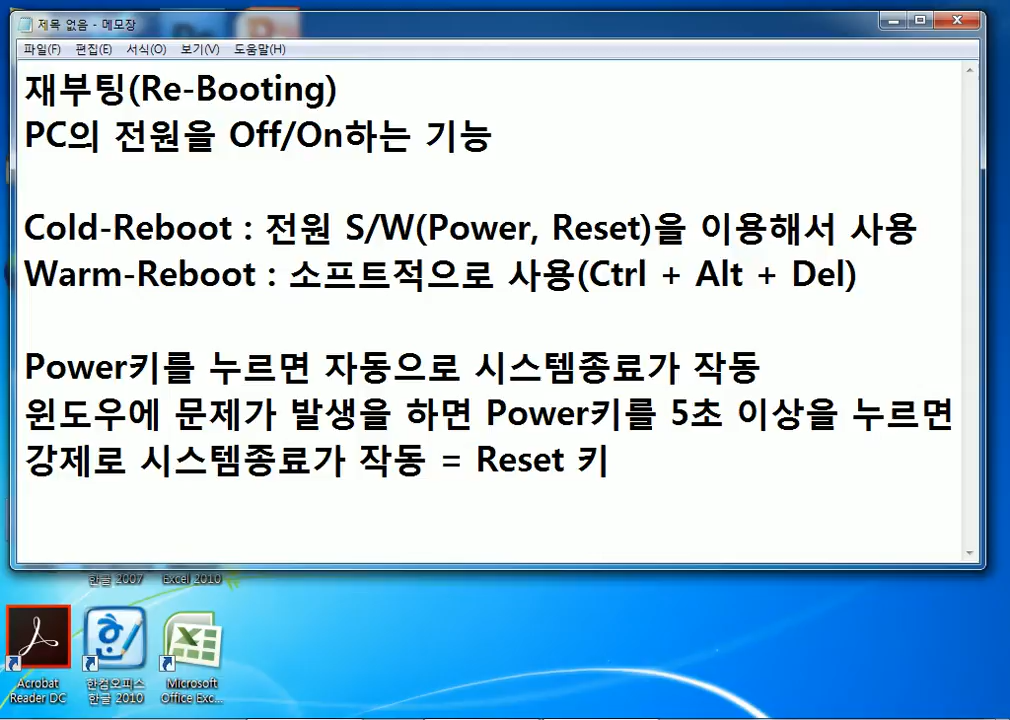 제목 없음 - 메모장
파일(F) 편집(E) 서식(O) 보기(V) 도움말(H)
재부팅(Re-Booting)
PC의 전원을 Off/On하는 기능
Cold-Reboot : 전원 S/W(Power, Reset)을 이용해서 사용
Warm-Reboot : 소프트적으로 사용(Ctrl + Alt + Del)
Power키를 누르면 자동으로 시스템종료가 작동
윈도우에 문제가 발생을 하면 Power키를 5초 이상을 누르면
강제로 시스템종료가 작동 = Reset 키
한글 2007 Excel 2010
Acrobat
Reader DC
한컴오피스
한글 2010
Microsoft
Office Exc...